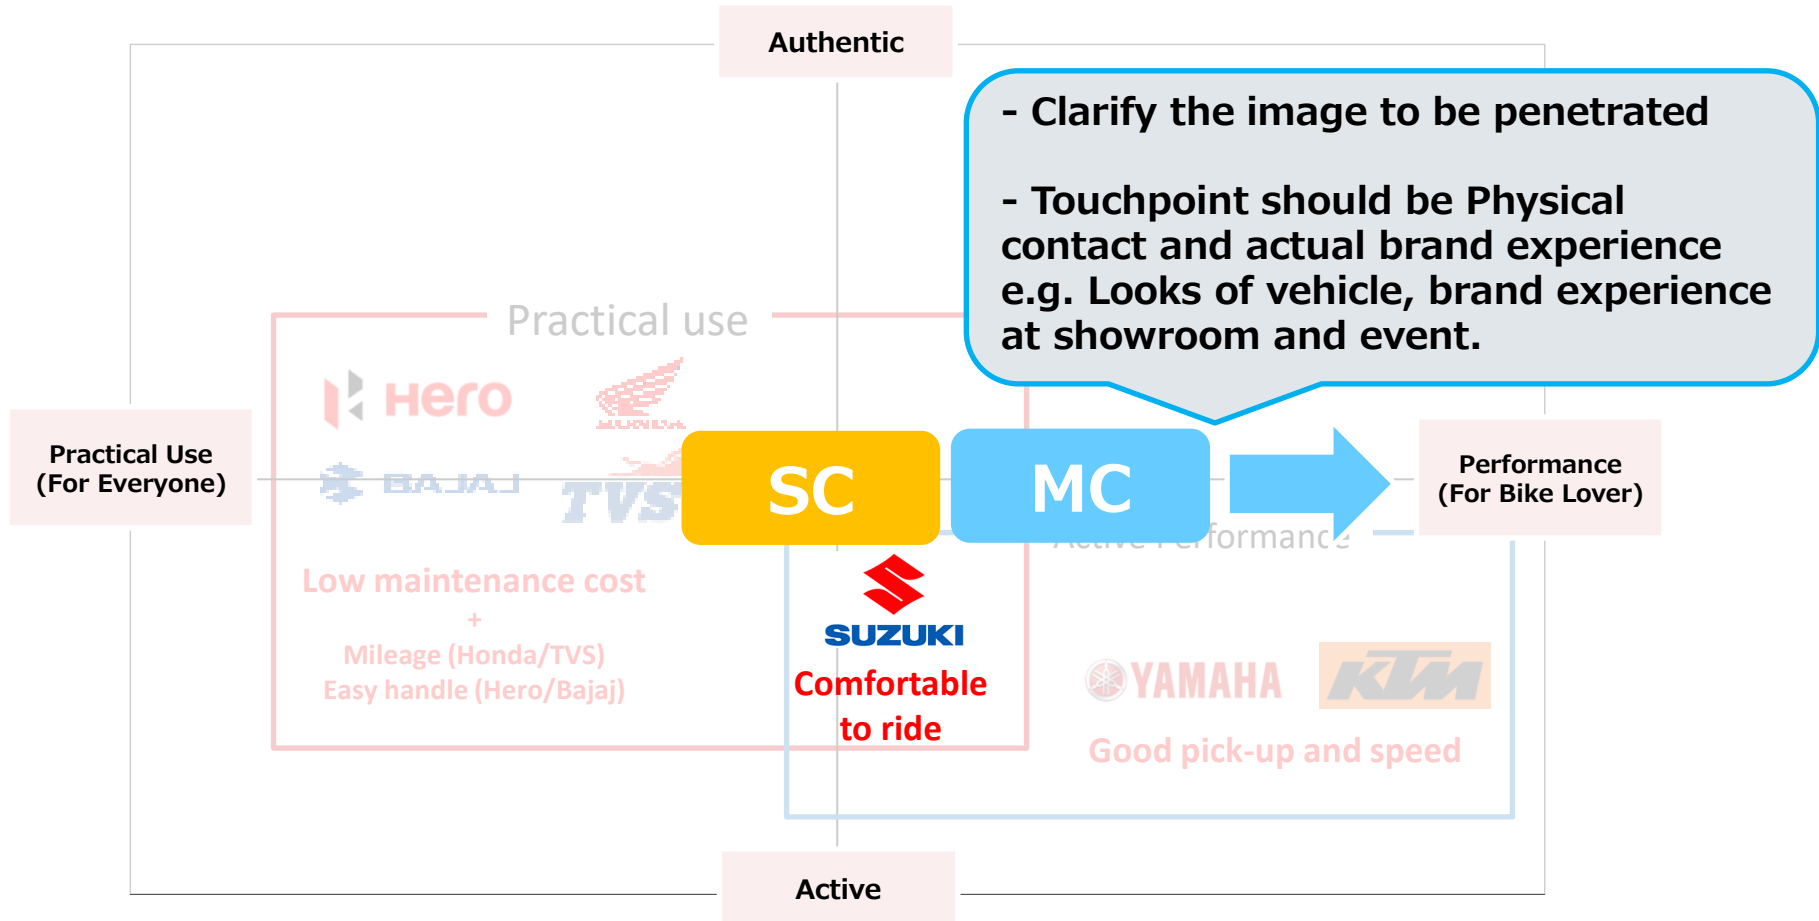 Authentic
- Clarify the image to be penetrated
- Touchpoint should be Physical
contact and actual brand experience
e.g. Looks of vehicle, brand experience
at showroom and event.
Practical use
Hero
HONDA
Practical Use
(For Everyone)
BAJAJ
TVS
SC
MC
Performance
(For Bike Lover)
Active Performance
Low maintenance cost
+
Mileage (Honda/TVS)
Easy handle (Hero/Bajaj)
SUZUKI
Comfortable
to ride
YAMAHA
KTM
Good pick-up and speed
Active